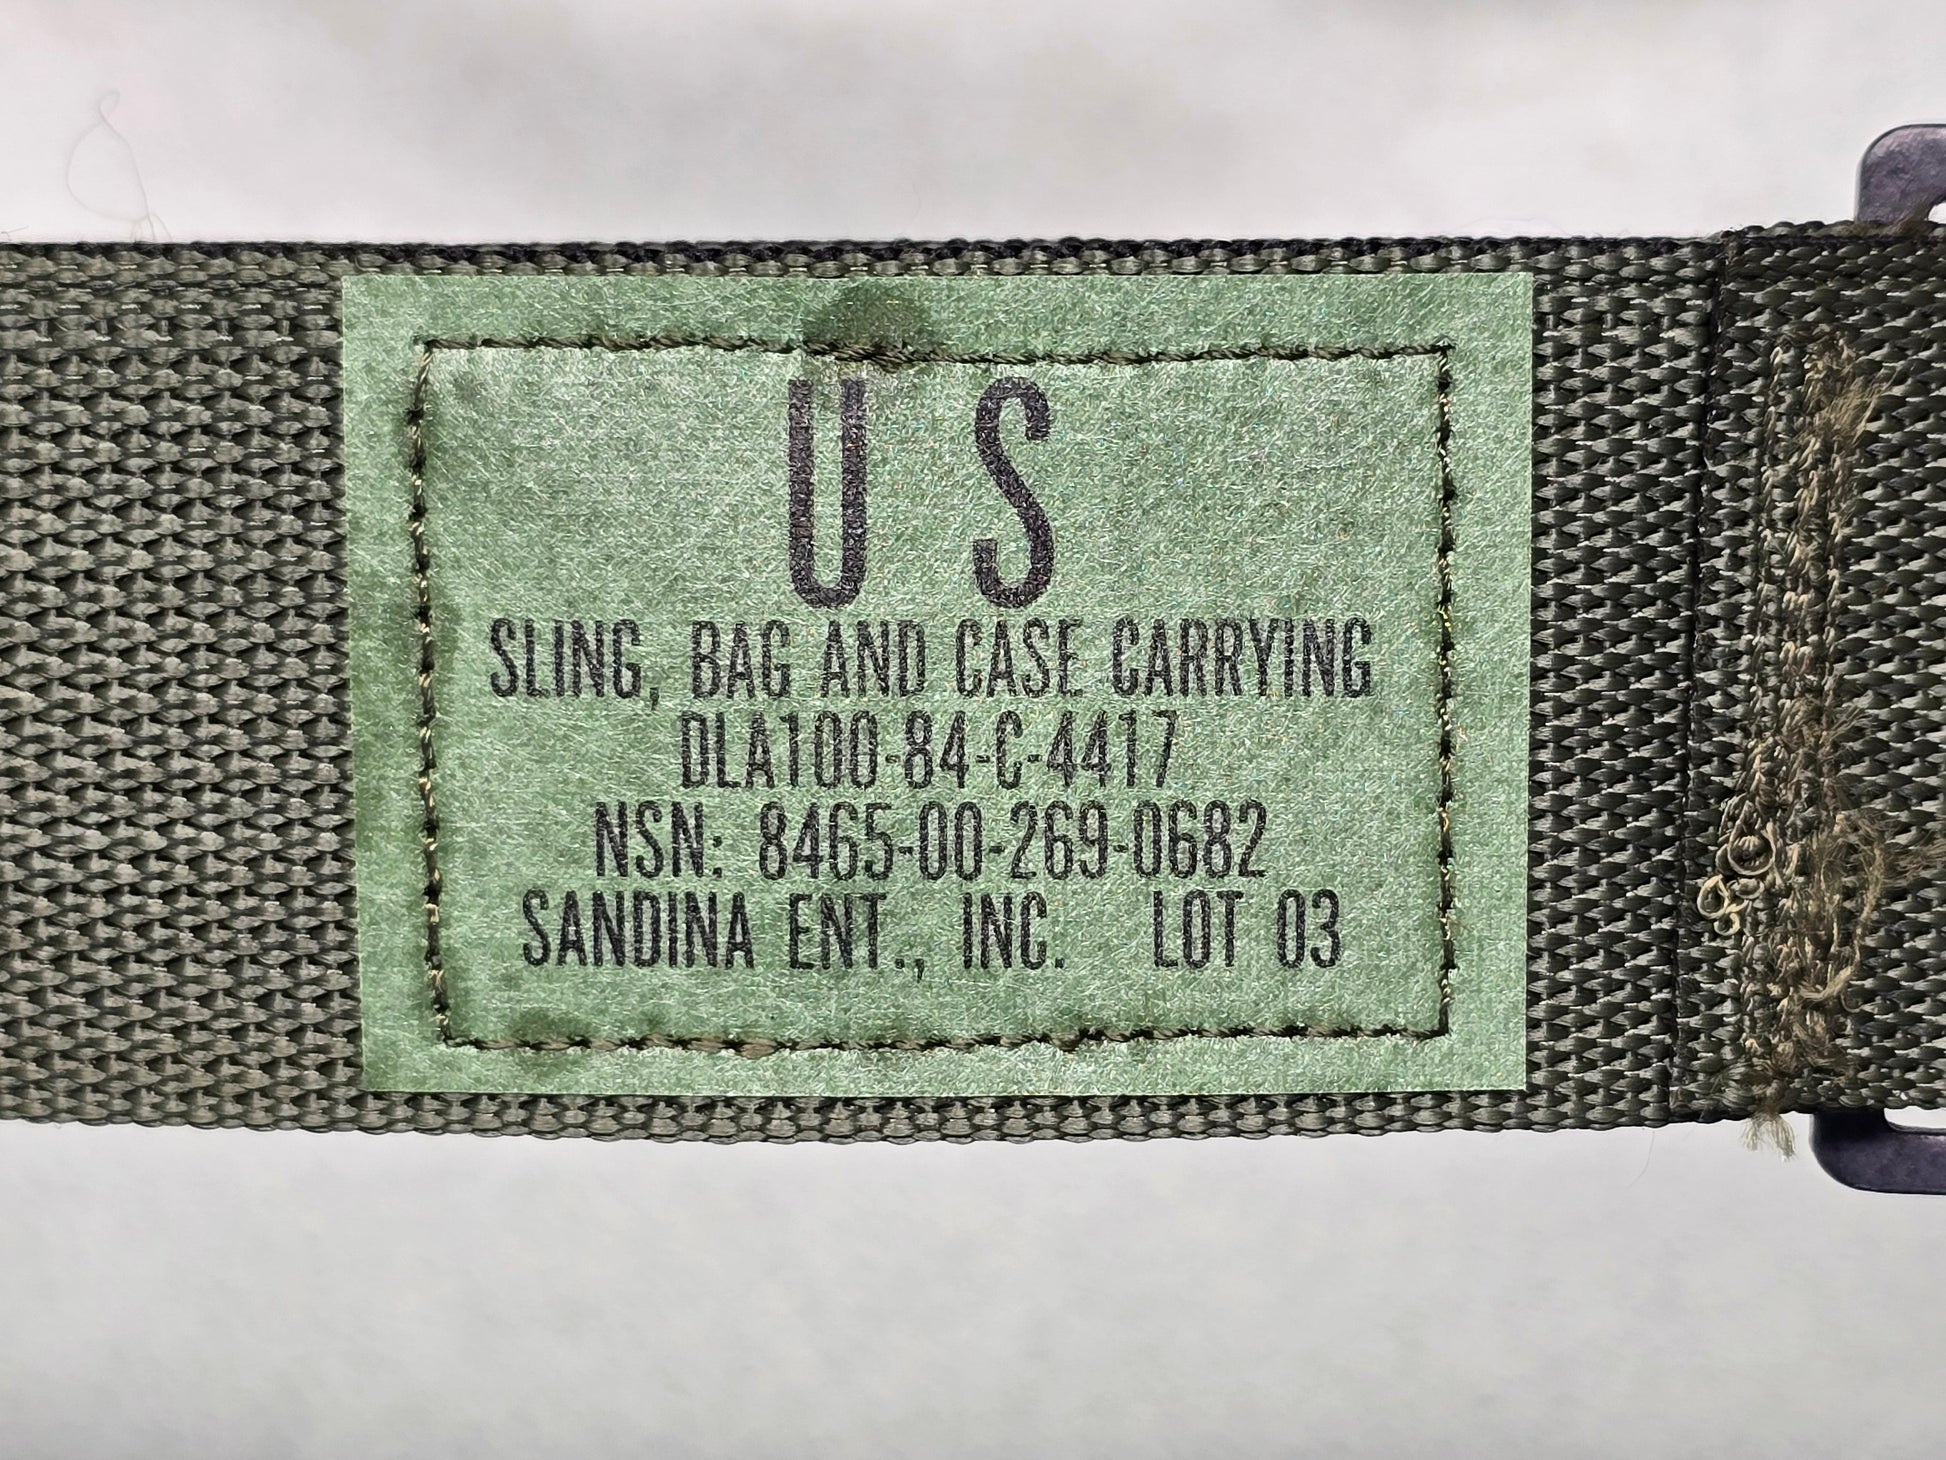 U S
SLING, BAG AND CASE CARRYING
DLA100-84-C-4417
NSN: 8465-00-269-0682
SANDINA ENT., INC. LOT 03